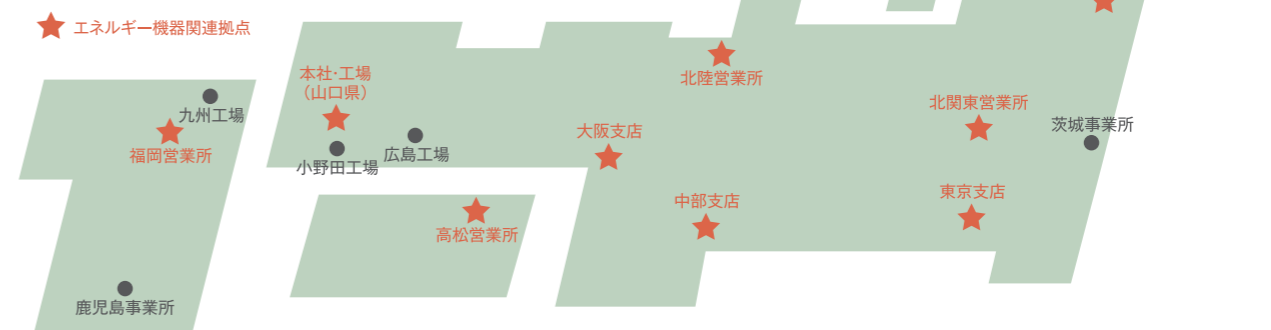 エネルギー機器関連拠点
本社・工場
（山口県）
九州工場
福岡営業所
小野田工場
広島工場
大阪支店
北陸営業所
北関東営業所
茨城事業所
中部支店
東京支店
高松営業所
鹿児島事業所